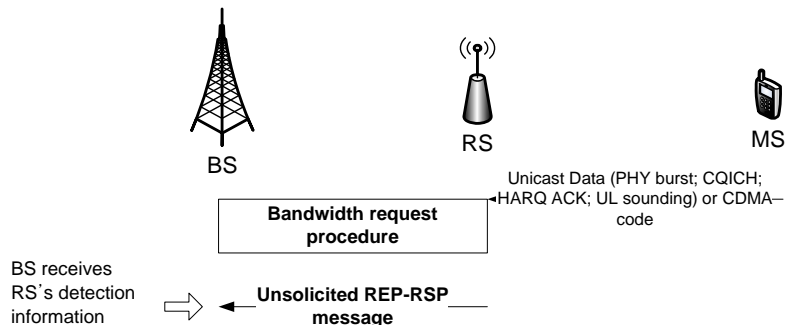 BS
RS
MS
Unicast Data (PHY burst; CQICH;
HARQ ACK; UL sounding) or CDMA
code
Bandwidth request
procedure
BS receives
RS's detection
information
Unsolicited REP-RSP
message